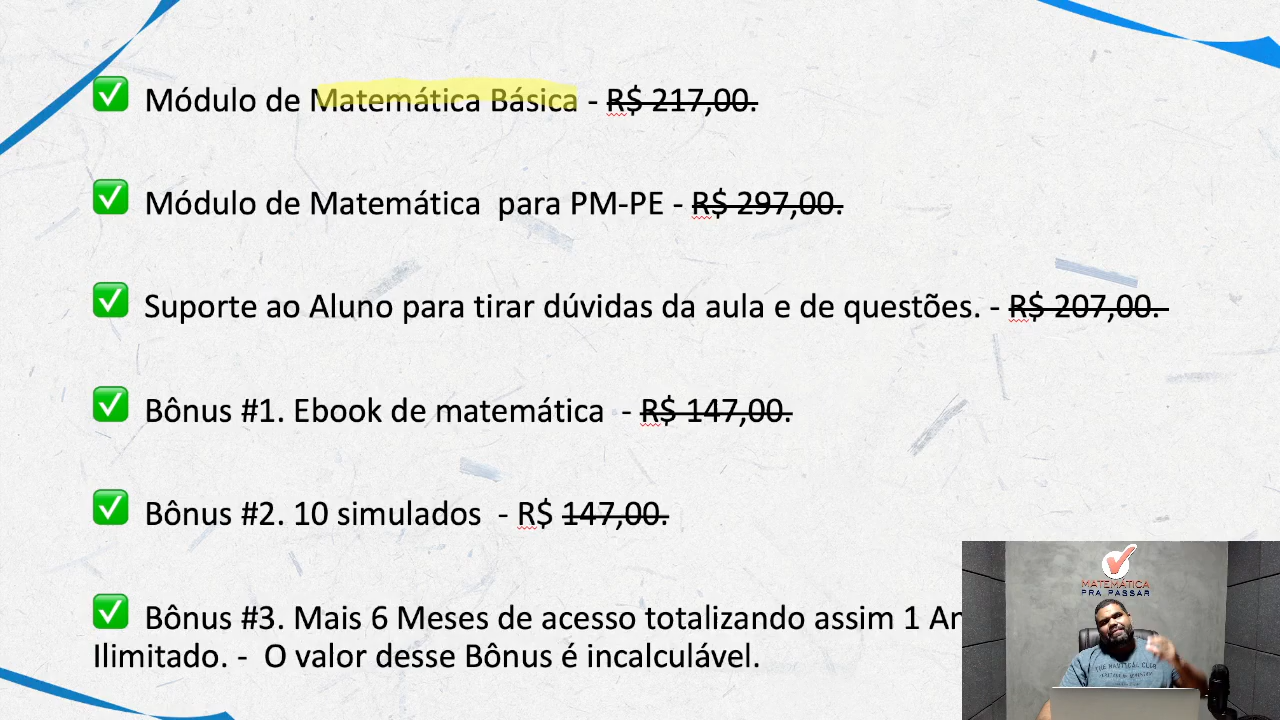 ✅ Módulo de Matemática Básica - R$ 217,00.
✅ Módulo de Matemática  para PM-PE - R$ 297,00.
✅ Suporte ao Aluno para tirar dúvidas da aula e de questões. - R$ 207,00.
✅ Bônus #1. Ebook de matemática  - R$ 147,00.
✅ Bônus #2. 10 simulados  - R$ 147,00.
✅ Bônus #3. Mais 6 Meses de acesso totalizando assim 1
Ilimitado. -  O valor desse Bônus é incalculável.
MATEMÁTICA
PRA PASSAR
THE NAUTICAL CLUB